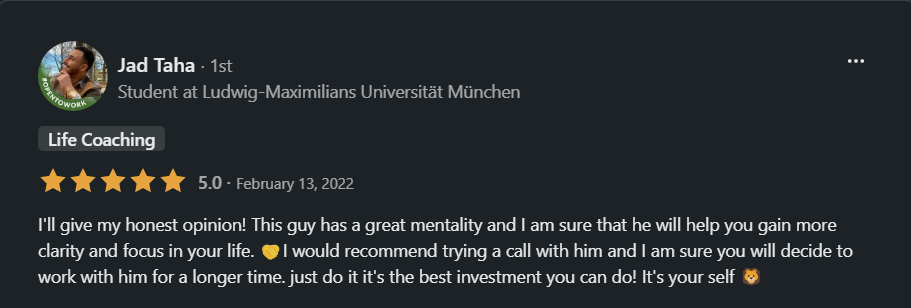 Jad Taha · 1st
Student at Ludwig-Maximilians Universität München
#OPENTOWORK
Life Coaching
5.0 · February 13, 2022
I'll give my honest opinion! This guy has a great mentality and I am sure that he will help you gain more
clarity and focus in your life. 🤝I would recommend trying a call with him and I am sure you will decide to
work with him for a longer time. just do it it's the best investment you can do! It's your self 🦁